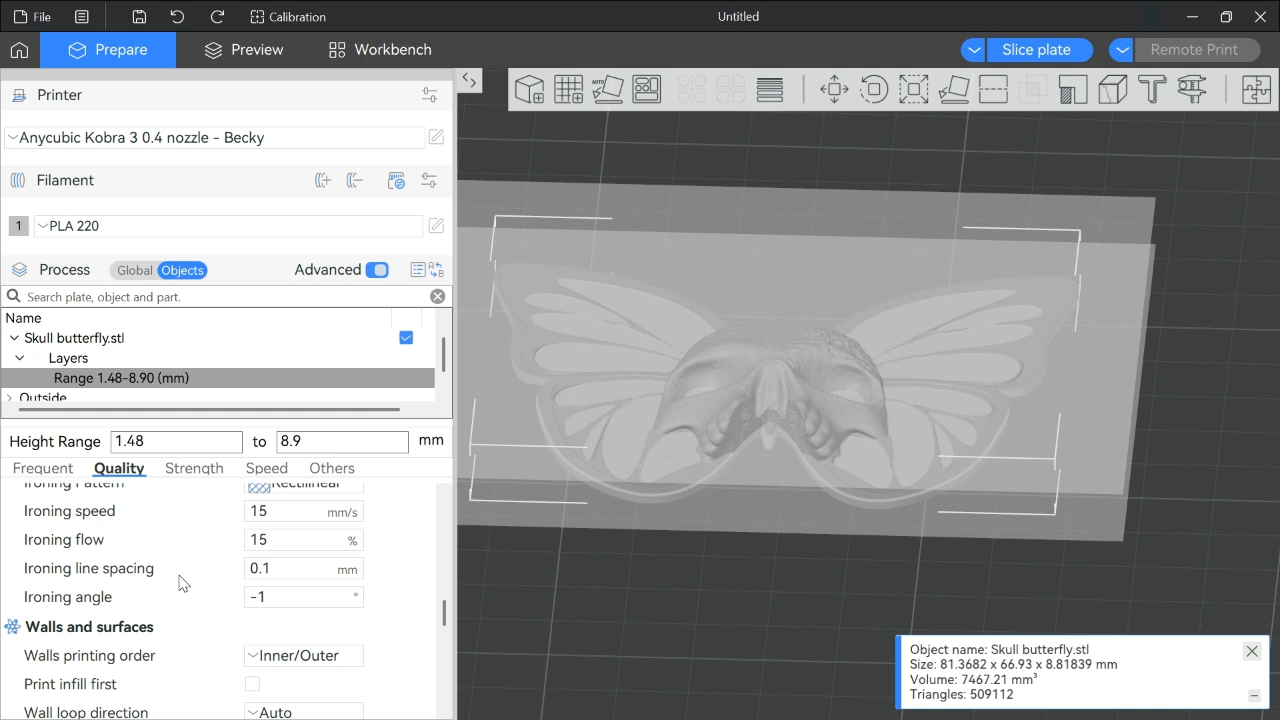 File
Calibration
Untitled
Prepare
Preview
Workbench
Slice plate
Remote Print
Printer
Anycubic Kobra 3 0.4 nozzle - Becky
Filament
1 PLA 220
Process Global Objects Advanced
Search plate, object and part.
Name
Skull butterfly.stl
Layers
Range 1.48-8.90 (mm)
Outside
Height Range 1.48 to 8.9 mm
Frequent Quality Strength Speed Others
Ironing Pattern Rectilinear
Ironing speed 15 mm/s
Ironing flow 15 %
Ironing line spacing 0.1 mm
Ironing angle -1 °
Walls and surfaces
Walls printing order Inner/Outer
Print infill first
Wall loop direction Auto
AUTO
Object name: Skull butterfly.stl
Size: 81.3682 x 66.93 x 8.81839 mm
Volume: 7467.21 mm³
Triangles: 509112